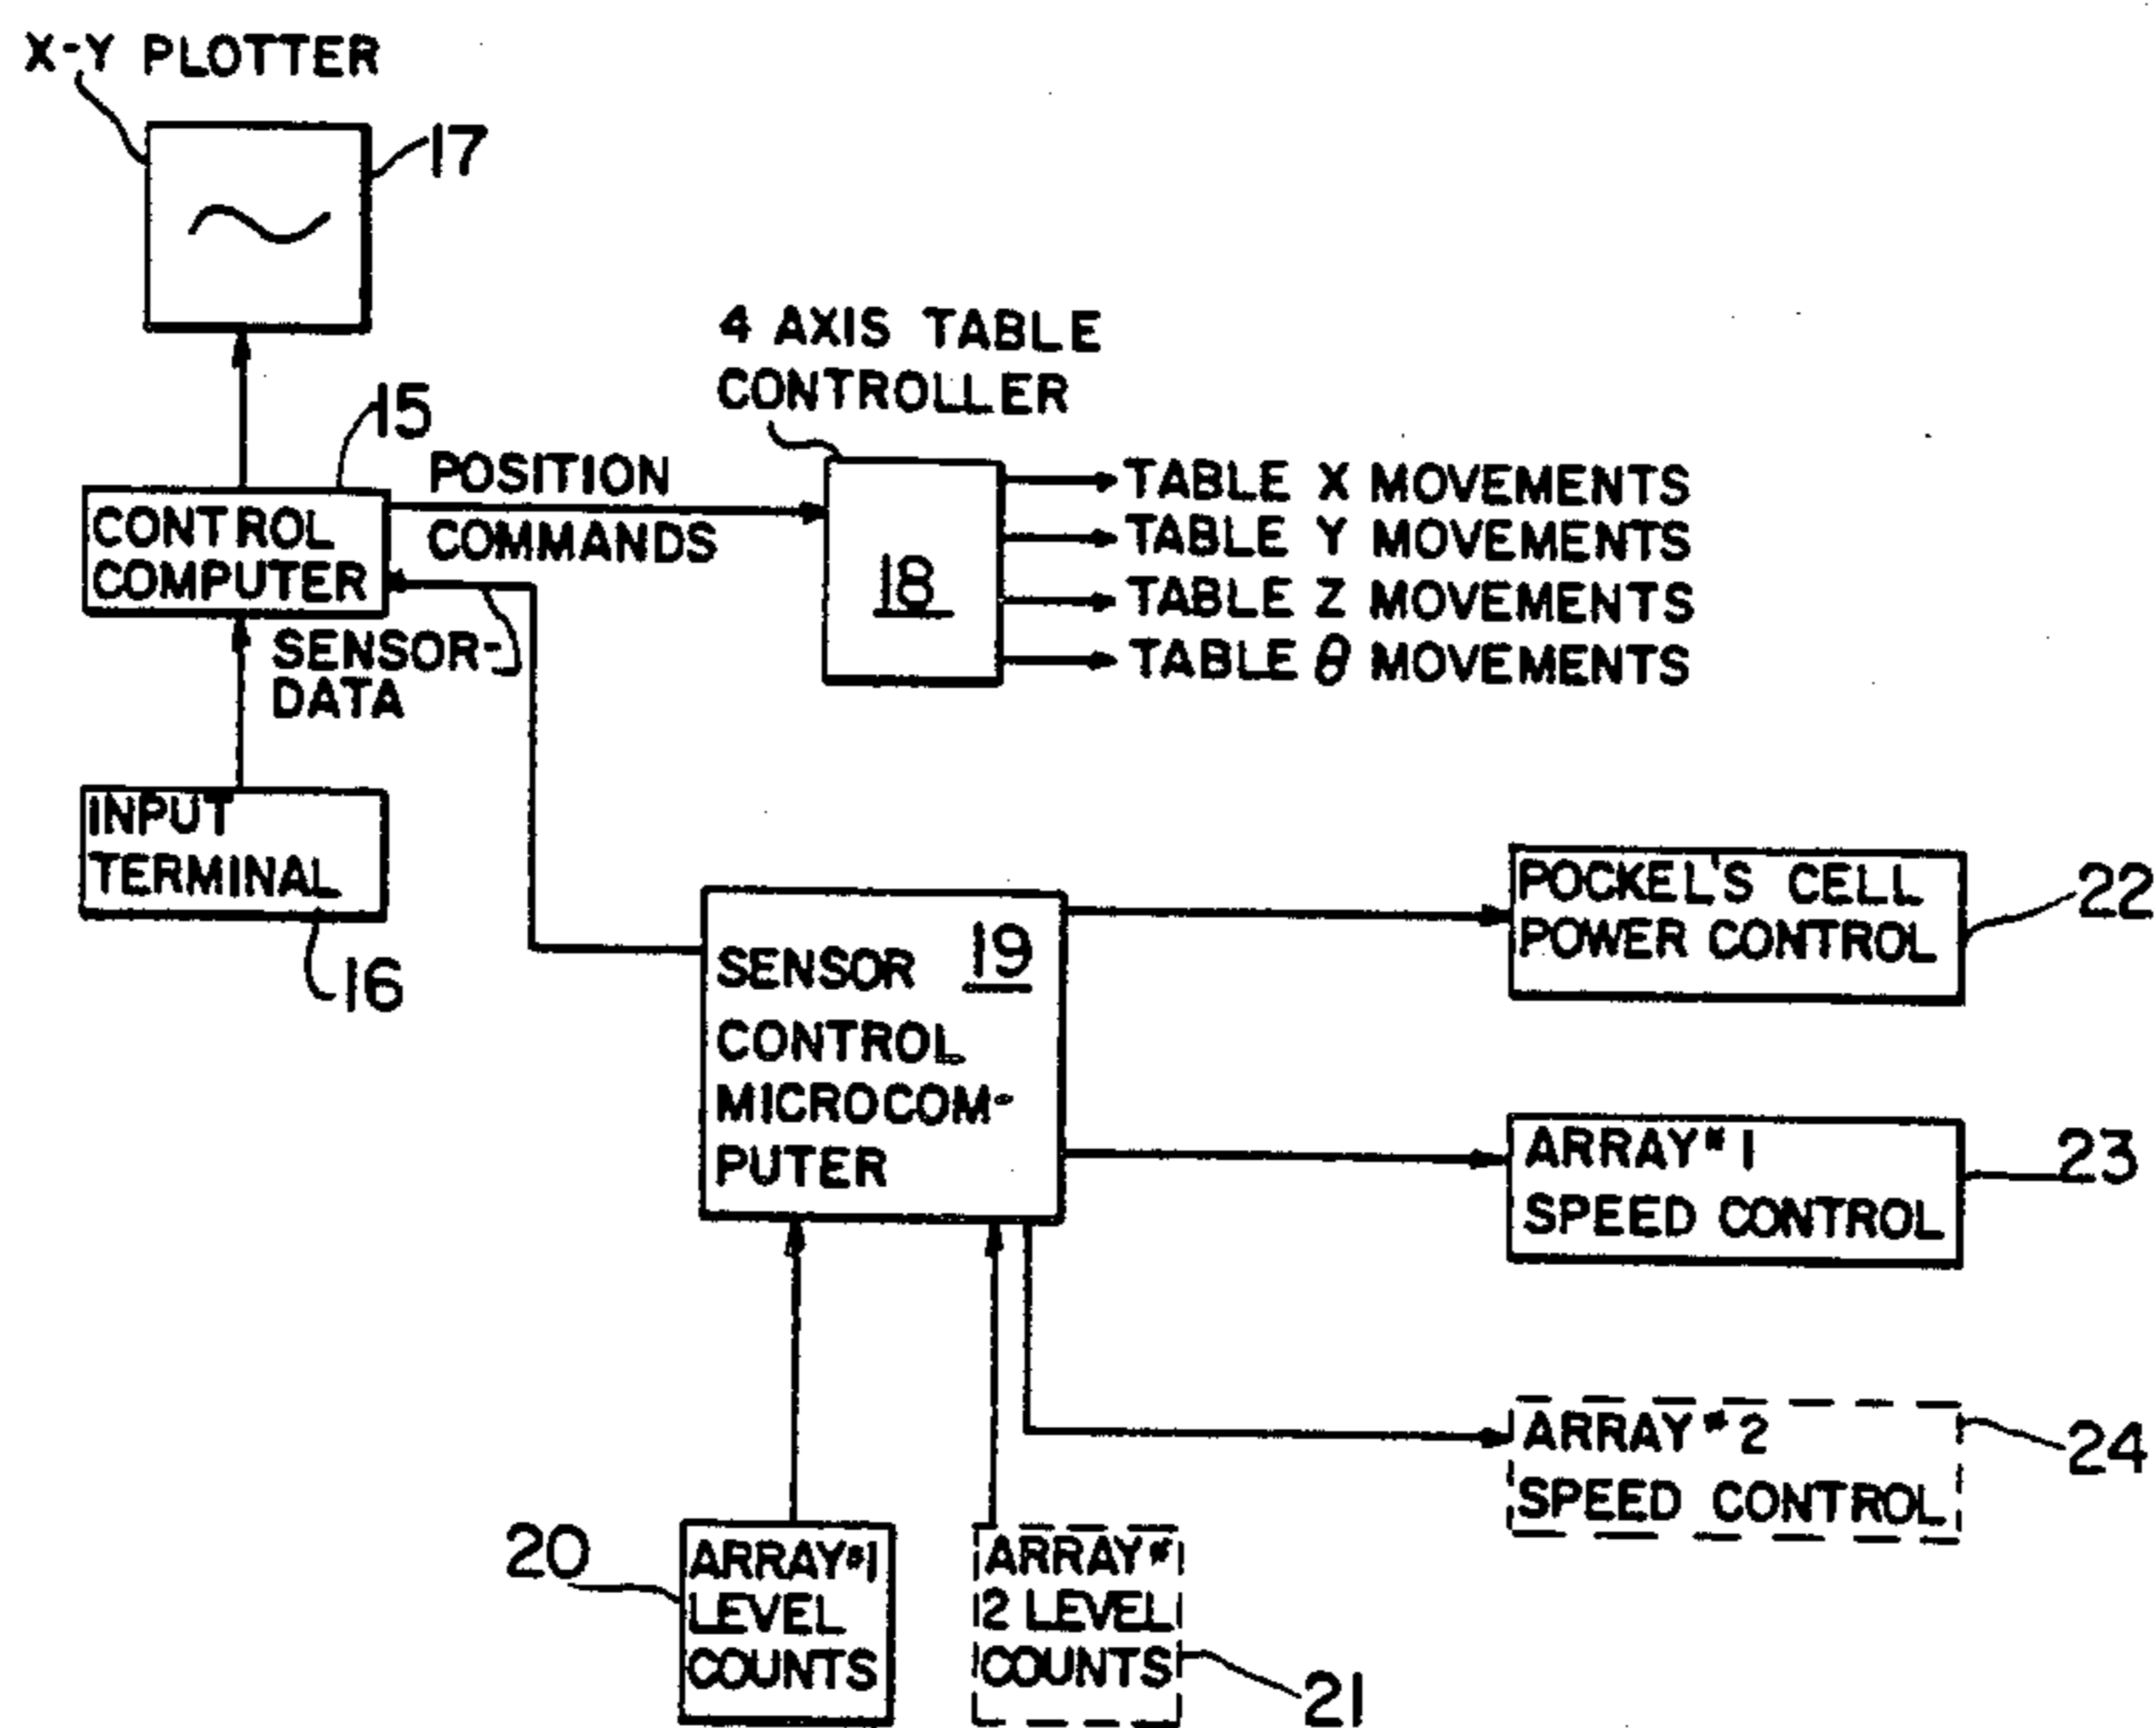 X-Y PLOTTER
17
4 AXIS TABLE
CONTROLLER
15
POSITION
COMMANDS
CONTROL
COMPUTER
18
TABLE X MOVEMENTS
TABLE Y MOVEMENTS
TABLE Z MOVEMENTS
TABLE θ MOVEMENTS
SENSOR-
DATA
INPUT
TERMINAL
16
SENSOR 19
CONTROL
MICROCOM-
PUTER
POCKEL'S CELL
POWER CONTROL
22
ARRAY # 1
SPEED CONTROL
23
ARRAY # 2
SPEED CONTROL
24
20
ARRAY #1
LEVEL
COUNTS
ARRAY #
2 LEVEL
COUNTS
21